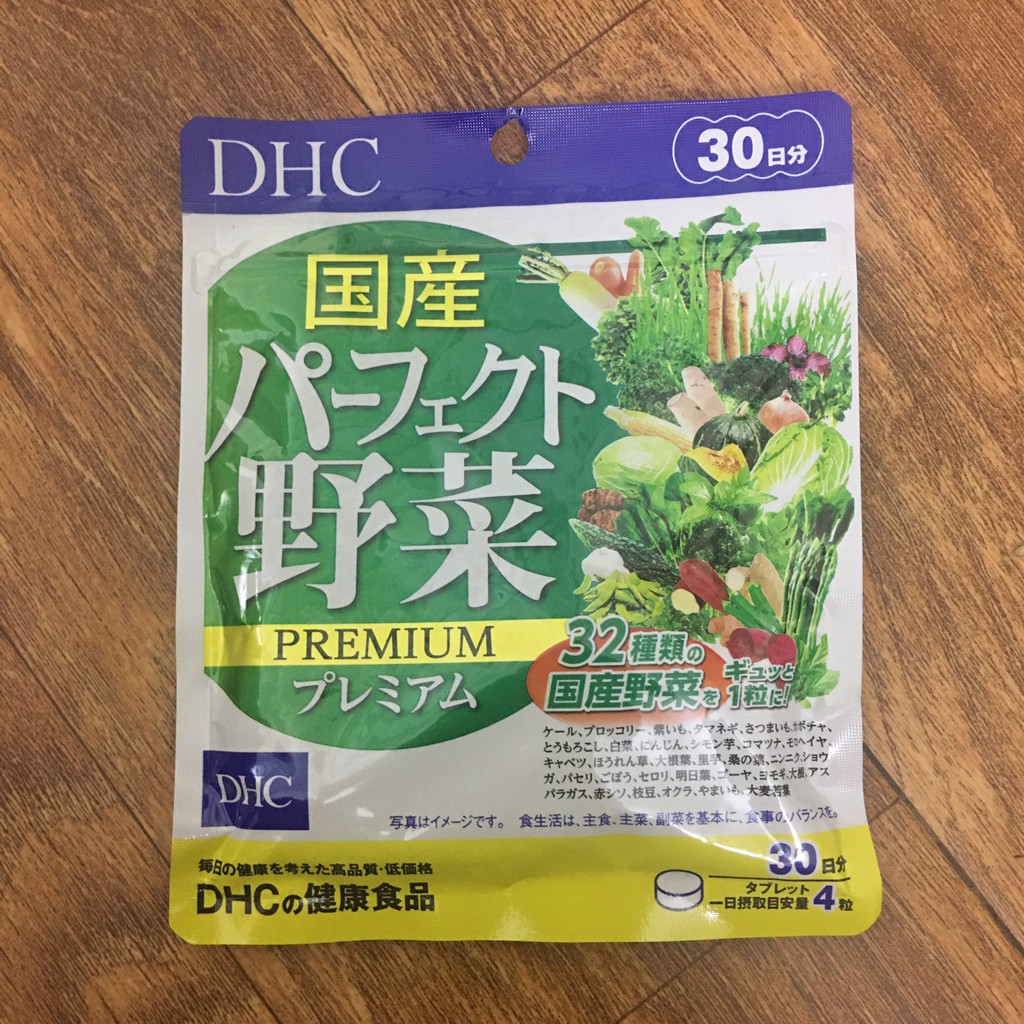 DHC
30日分
国産
パーフェクト
野菜
PREMIUM
プレミアム
32種類の
国産野菜を
ギュッと
1粒に!
ケール、ブロッコリー、紫いも、タマネギ、さつまいも、カボチャ、
とうもろこし、白菜、にんじん、シモン芋、コマツナ、モロヘイヤ、
キャベツ、ほうれん草、大根葉、里芋、桑の葉、ニンニク、ショウ
ガ、パセリ、ごぼう、セロリ、明日葉、ゴーヤ、ヨモギ、大根、アス
パラガス、赤シソ、枝豆、オクラ、やまいも、大麦若葉
DHC
写真はイメージです。 食生活は、主食、主菜、副菜を基本に、食事のバランスを。
毎日の健康を考えた高品質・低価格
DHCの健康食品
30日分
タブレット
一日摂取目安量 4粒